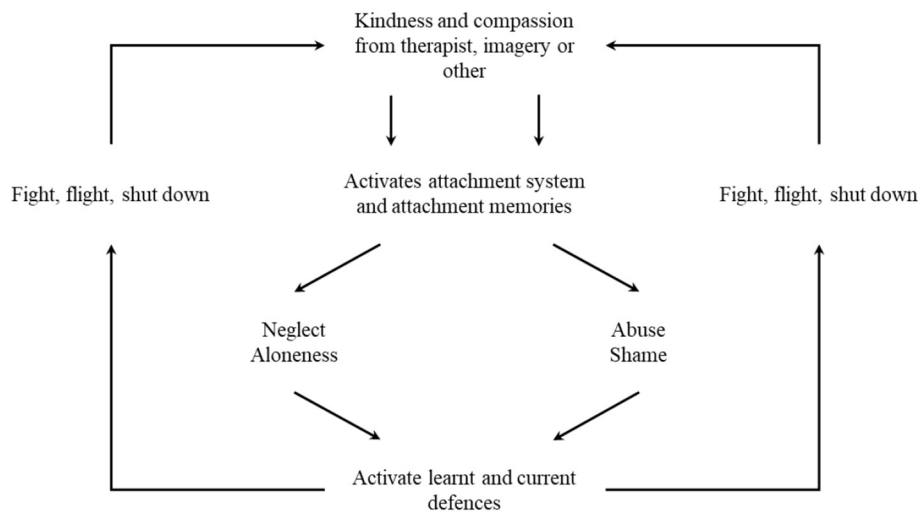 Kindness and compassion
from therapist, imagery or
other
Fight, flight, shut down
Activates attachment system
and attachment memories
Fight, flight, shut down
Neglect
Aloneness
Abuse
Shame
Activate learnt and current
defences